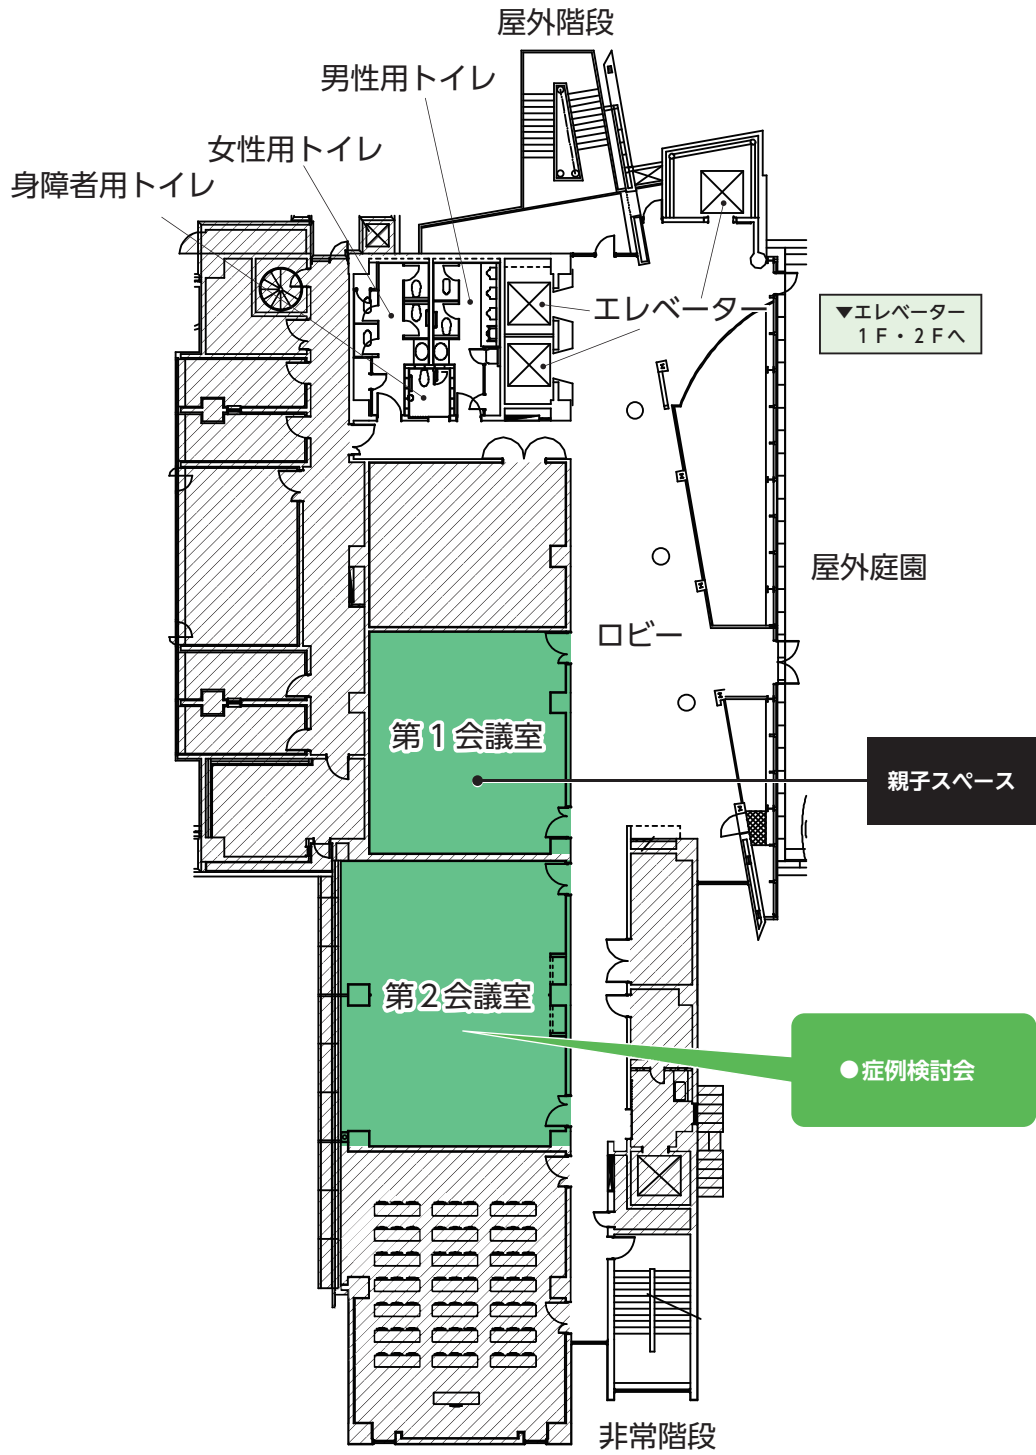 屋外階段
男性用トイレ
女性用トイレ
身障者用トイレ
エレベーター
▼エレベーター
1F・2Fへ
屋外庭園
ロビー
第1会議室
親子スペース
第2会議室
●症例検討会
非常階段